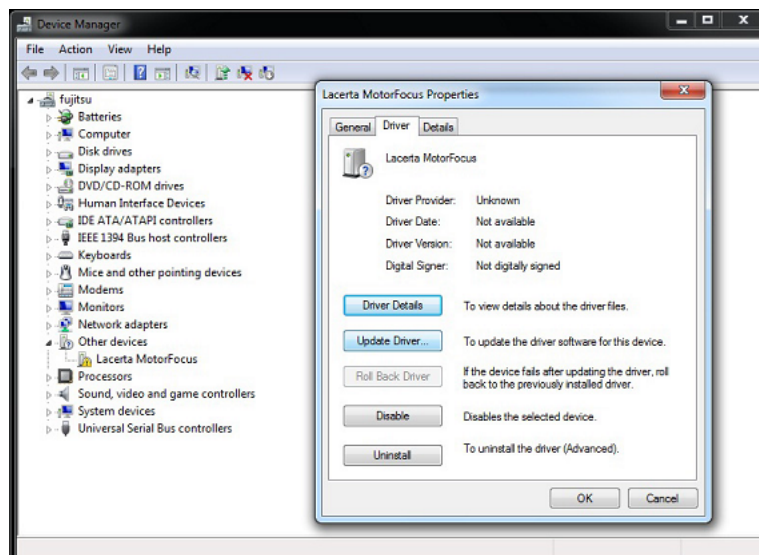 Device Manager
File Action View Help
fujitsu
Batteries
Computer
Disk drives
Display adapters
DVD/CD-ROM drives
Human Interface Devices
IDE ATA/ATAPI controllers
IEEE 1394 Bus host controllers
Keyboards
Mice and other pointing devices
Modems
Monitors
Network adapters
Other devices
Lacerta MotorFocus
Processors
Sound, video and game controllers
System devices
Universal Serial Bus controllers
Lacerta MotorFocus Properties
General Driver Details
Lacerta MotorFocus
Driver Provider: Unknown
Driver Date: Not available
Driver Version: Not available
Digital Signer: Not digitally signed
Driver Details To view details about the driver files.
Update Driver... To update the driver software for this device.
Roll Back Driver If the device fails after updating the driver, roll
back to the previously installed driver.
Disable Disables the selected device.
Uninstall To uninstall the driver (Advanced).
OK Cancel